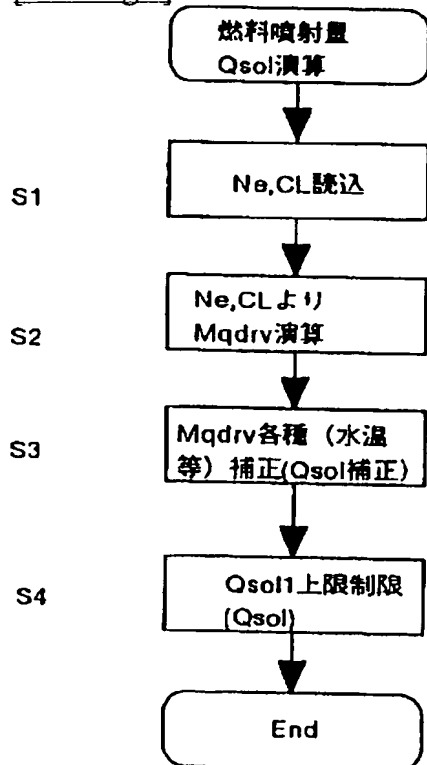 燃料噴射量
Qsol演算
S1
Ne,CL読込
S2
Ne,CLより
Mqdrv演算
S3
Mqdrv各種（水温
等）補正(Qsol補正)
S4
Qsol1上限制限
(Qsol)
End